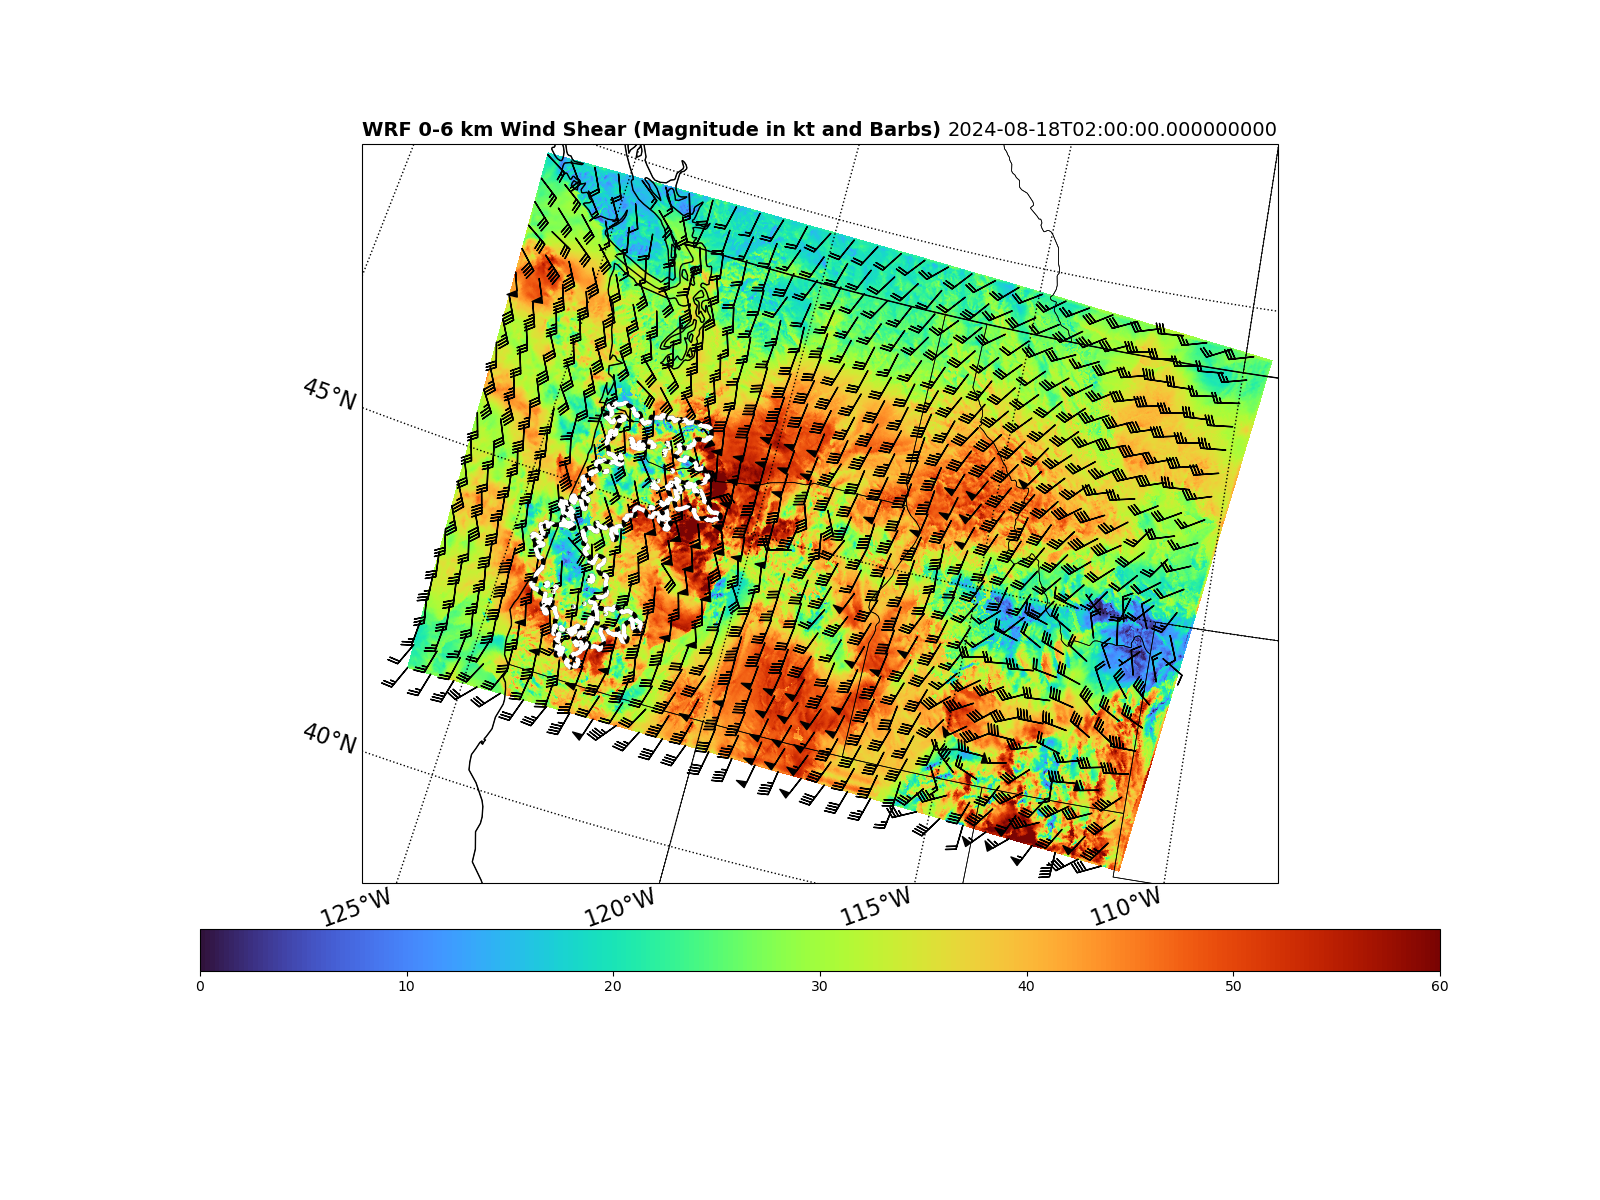 WRF 0-6 km Wind Shear (Magnitude in kt and Barbs) 2024-08-18T02:00:00.000000000
45°N
40°N
125°W 120°W 115°W 110°W
0 10 20 30 40 50 60